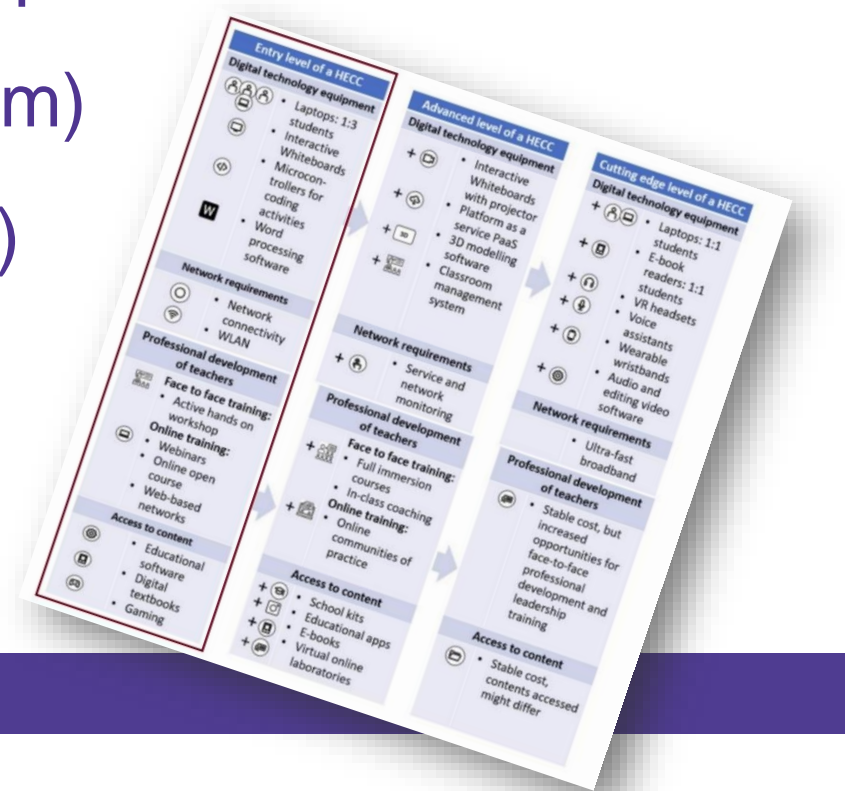 m)
)
Entry level of a HECC
Digital technology equipment
• Laptops: 1:3
students
• Interactive
Whiteboards
• Microcon-
trollers for
coding
activities
W
• Word
processing
software
Network requirements
• Network
connectivity
• WLAN
Professional development
of teachers
Face to face training:
• Active hands on
workshop
Online training:
• Webinars
• Online open
course
• Web-based
networks
Access to content
• Educational
software
• Digital
textbooks
• Gaming
Advanced level of a HECC
Digital technology equipment
+ • Interactive
Whiteboards
with projector
+ • Platform as a
service PaaS
+ 3D • 3D modelling
software
+ • Classroom
management
system
Network requirements
+ • Service and
network
monitoring
Professional development
of teachers
+ Face to face training:
• Full immersion
courses
• In-class coaching
+ Online training:
• Online
communities of
practice
Access to content
+ • School kits
+ • Educational apps
+ • E-books
+ • Virtual online
laboratories
Cutting edge level of a HECC
Digital technology equipment
+ • Laptops: 1:1
students
+ • E-book
readers: 1:1
students
+ • VR headsets
+ • Voice
assistants
+ • Wearable
wristbands
+ • Audio and
editing video
software
Network requirements
• Ultra-fast
broadband
Professional development
of teachers
• Stable cost, but
increased
opportunities for
face-to-face
professional
development and
leadership
training
Access to content
• Stable cost,
contents accessed
might differ